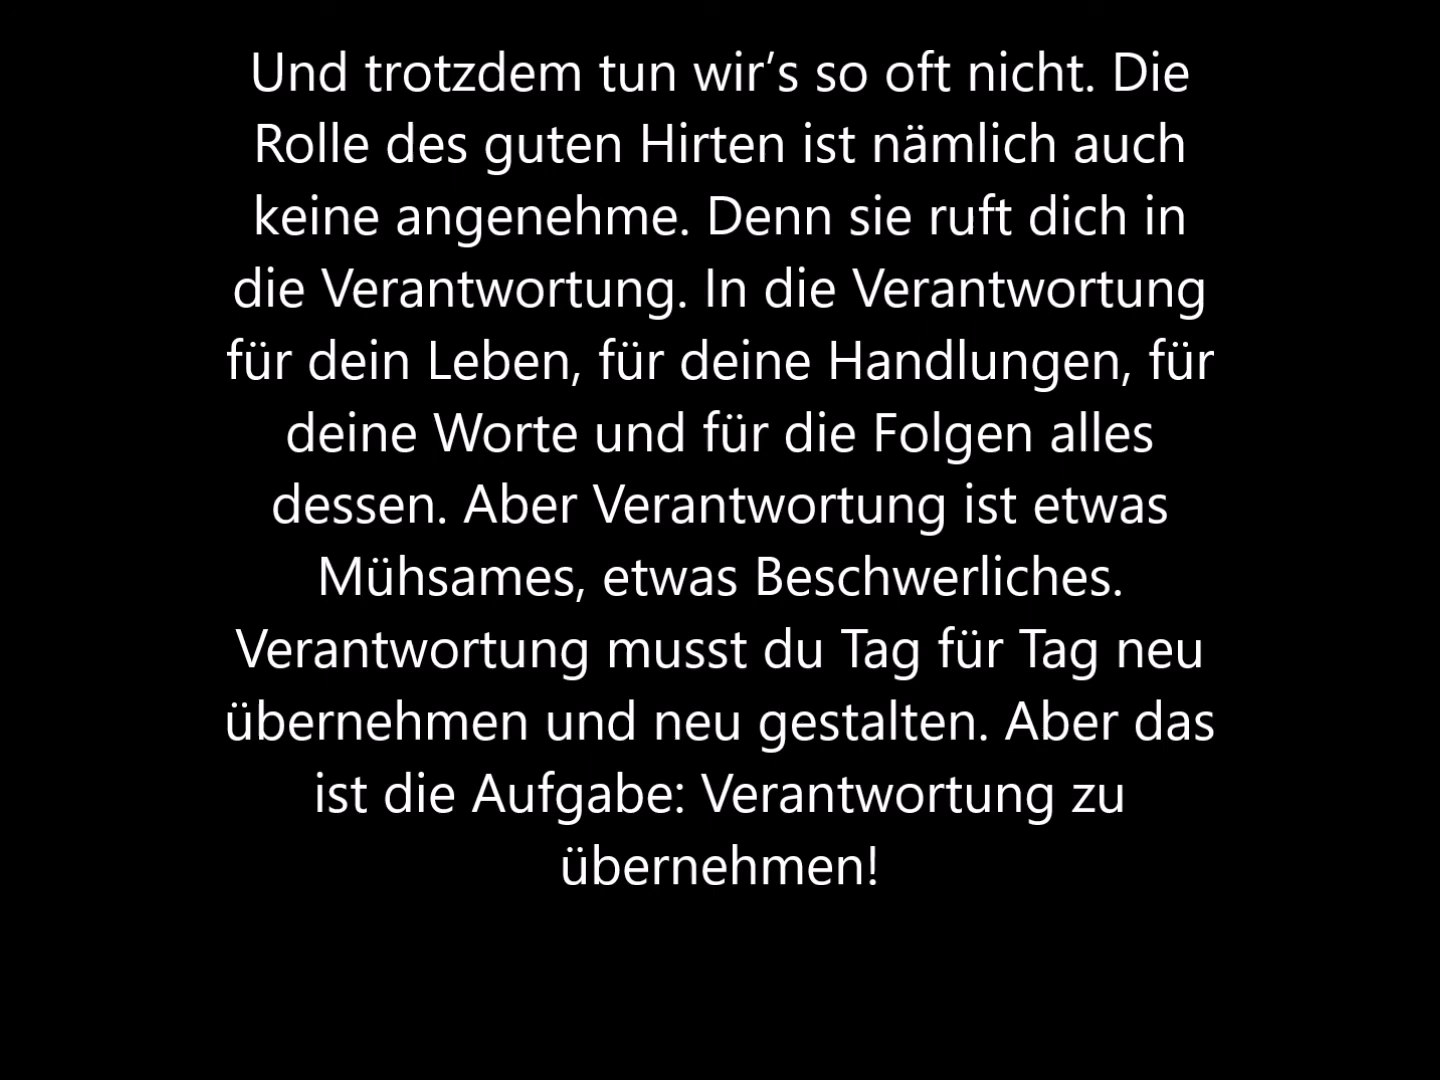 Und trotzdem tun wir’s so oft nicht. Die
Rolle des guten Hirten ist nämlich auch
keine angenehme. Denn sie ruft dich in
die Verantwortung. In die Verantwortung
für dein Leben, für deine Handlungen, für
deine Worte und für die Folgen alles
dessen. Aber Verantwortung ist etwas
Mühsames, etwas Beschwerliches.
Verantwortung musst du Tag für Tag neu
übernehmen und neu gestalten. Aber das
ist die Aufgabe: Verantwortung zu
übernehmen!